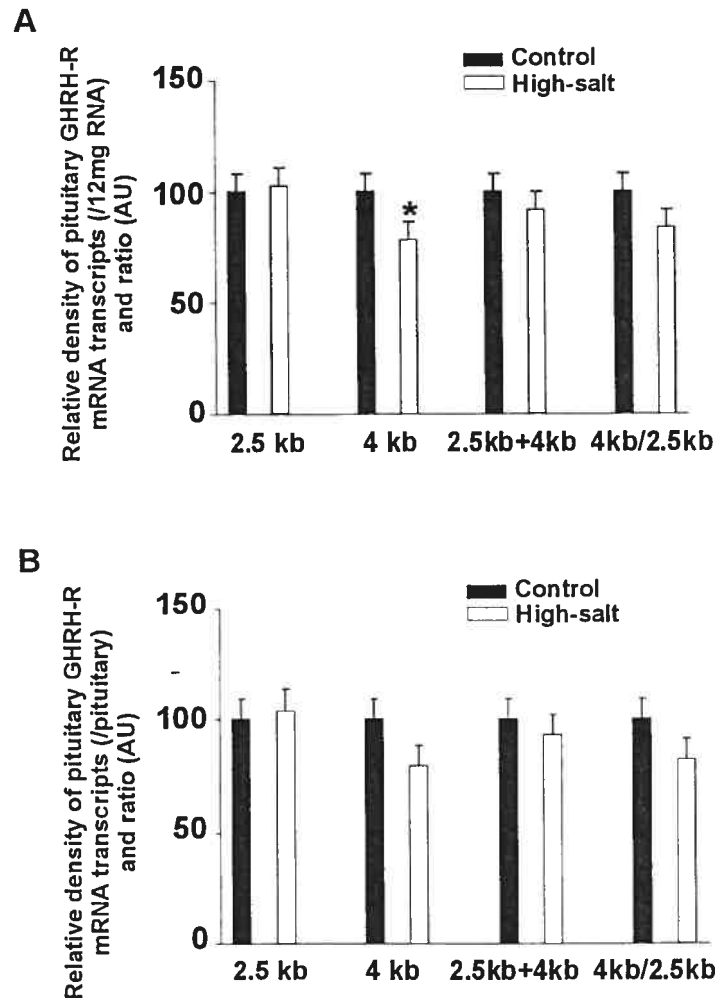 A
Control
High-salt
Relative density of pituitary GHRH-R
mRNA transcripts (/12mg RNA)
and ratio (AU)
150
100
50
0
*
2.5 kb
4 kb
2.5kb+4kb
4kb/2.5kb
B
Control
High-salt
Relative density of pituitary GHRH-R
mRNA transcripts (/pituitary)
and ratio (AU)
150
100
50
0
2.5 kb
4 kb
2.5kb+4kb
4kb/2.5kb